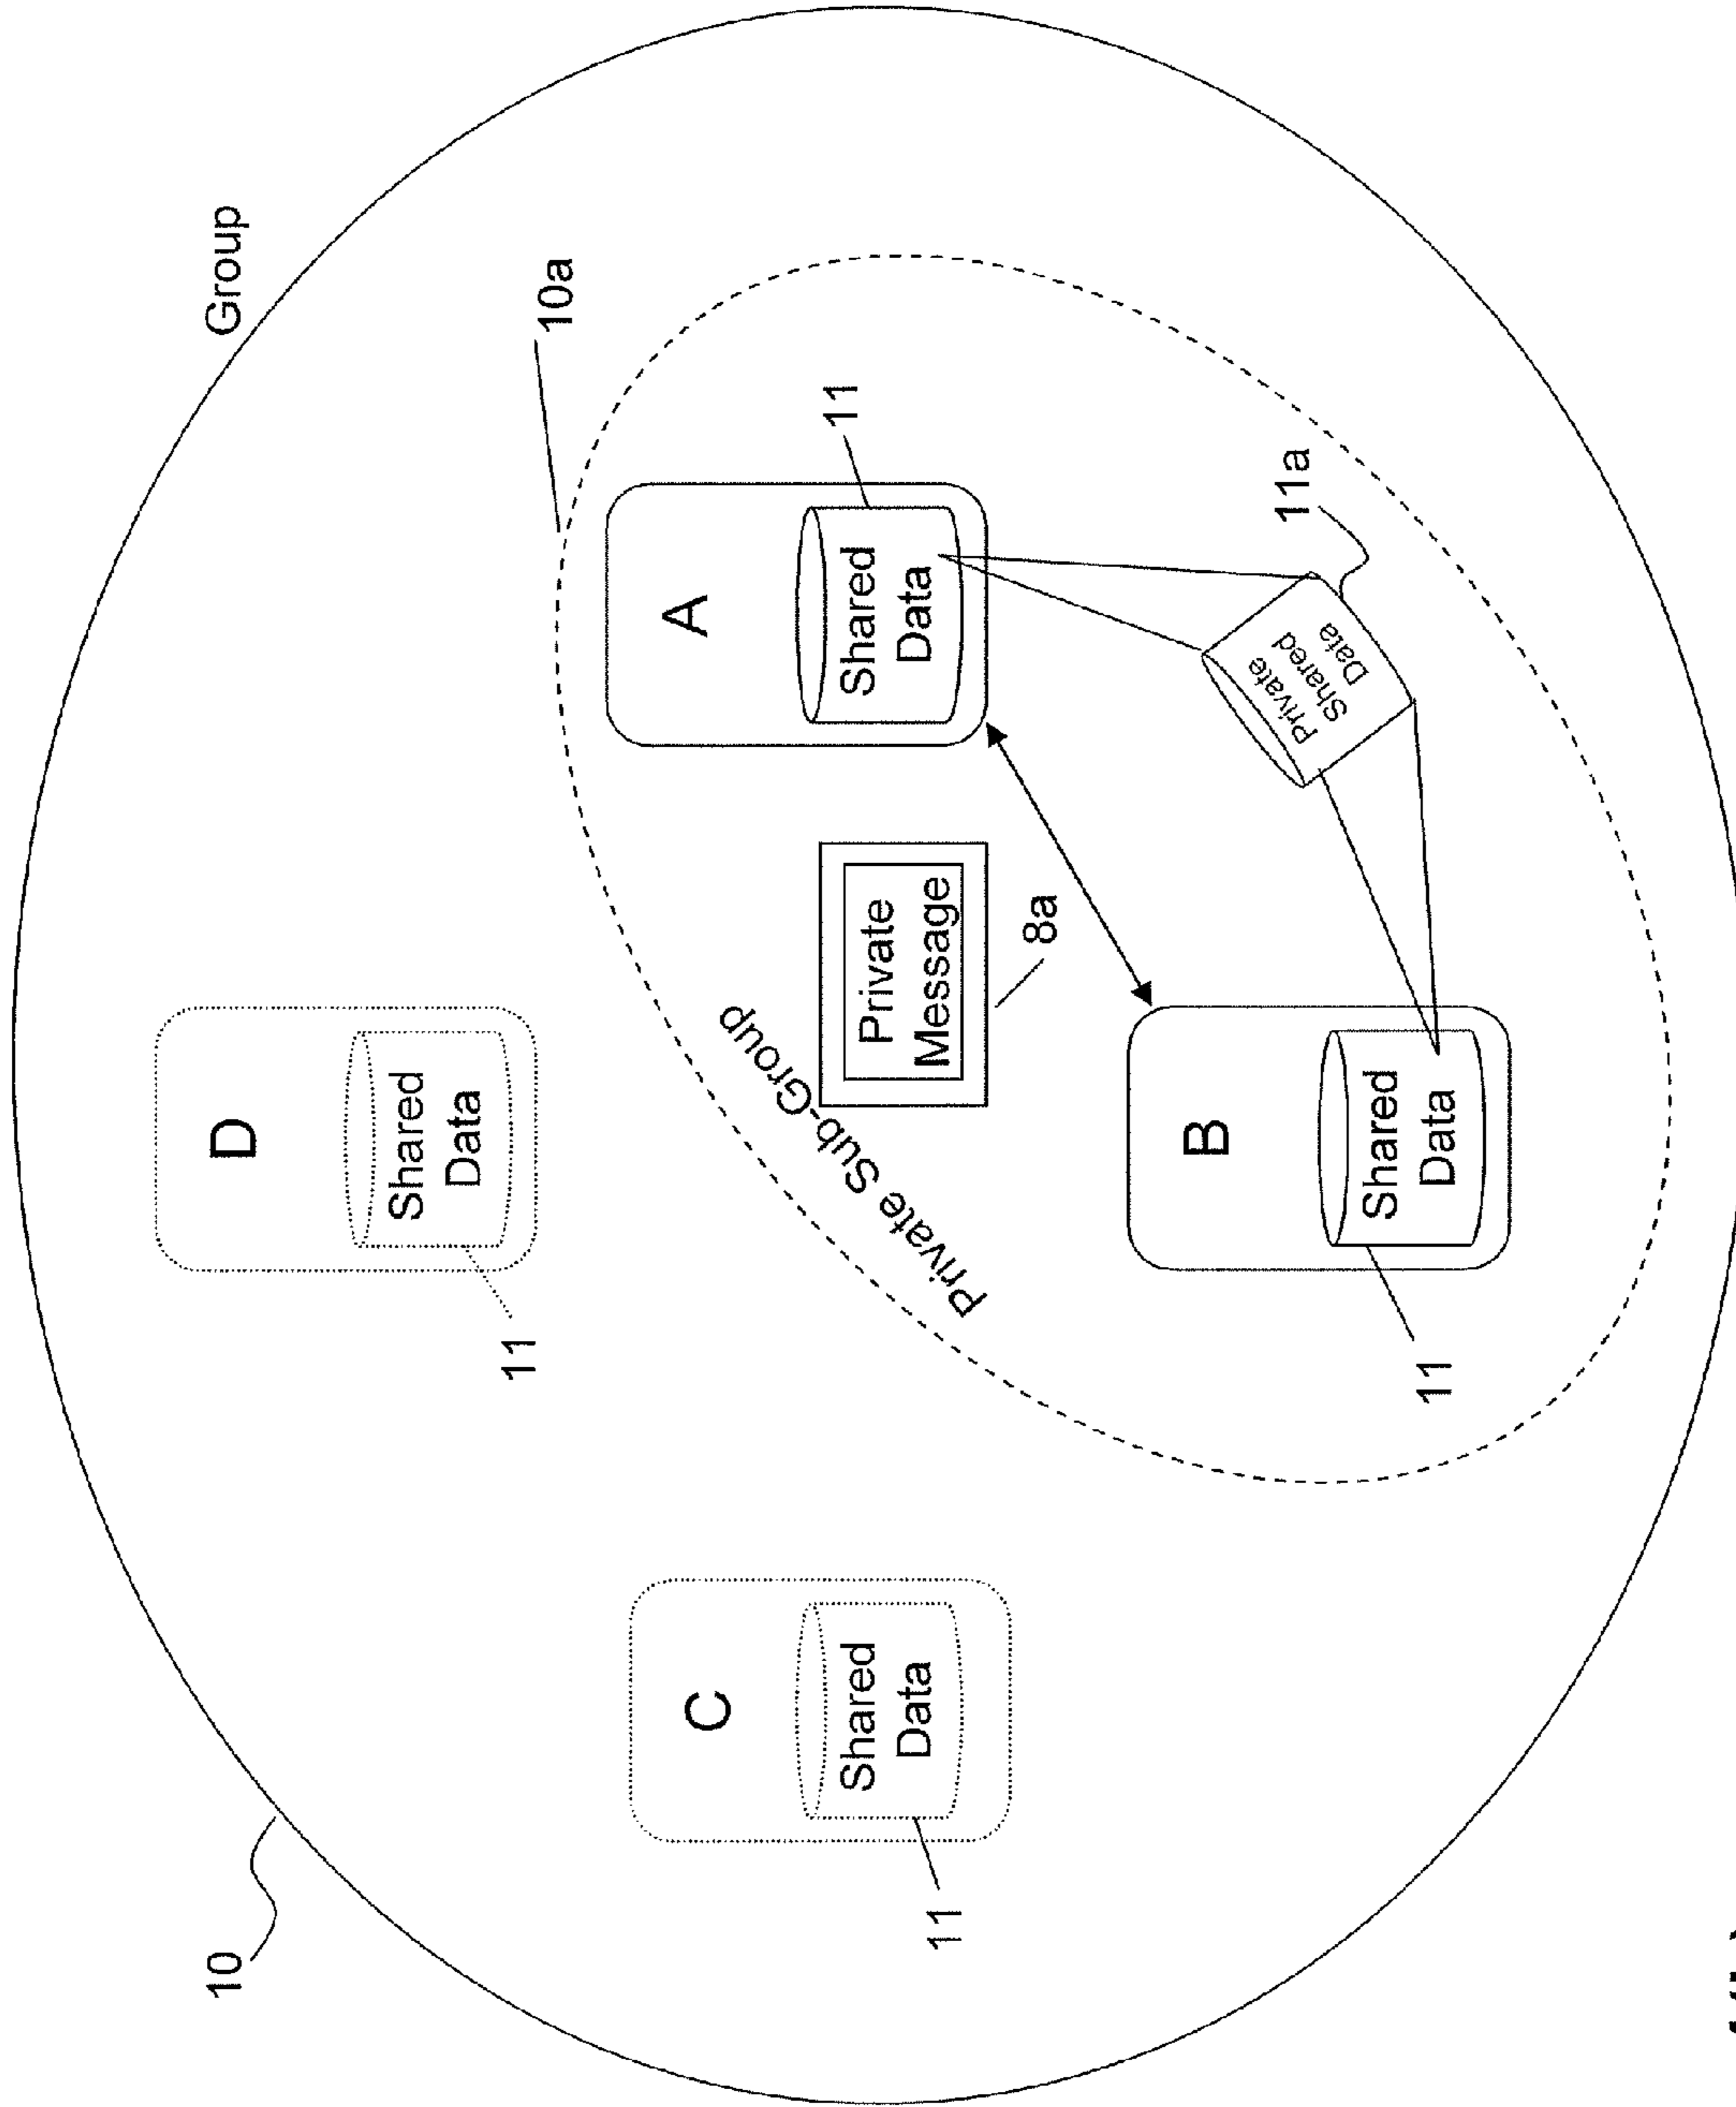 10
Group
D
Shared
Data
11
10a
C
Shared
Data
11
A
Shared
Data
11
Private Sub-Group
Private
Message
8a
B
Shared
Data
11
Private
Shared
Data
11a